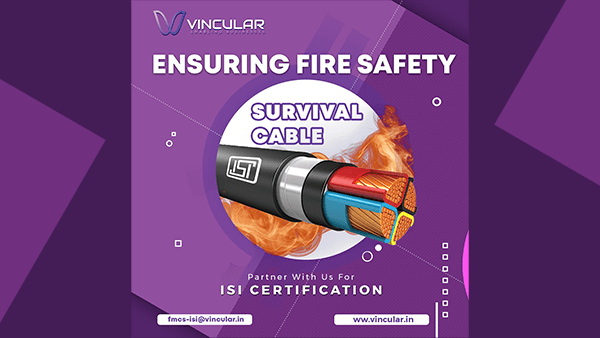 VINCULAR
ENSURING FIRE SAFETY
SURVIVAL
CABLE
ISI
Partner With Us For
ISI CERTIFICATION
fmcs-isi@vincular.in
www.vincular.in